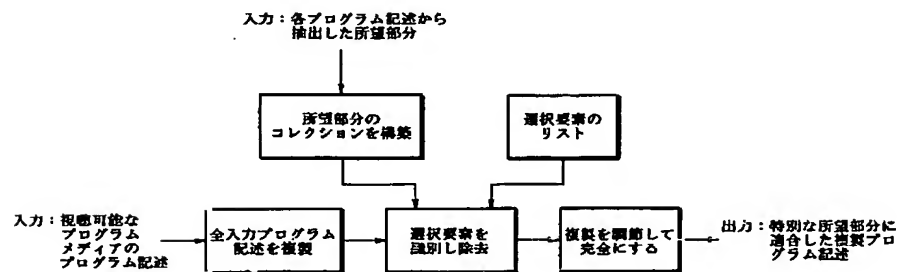 入力：各プログラム記述から
抽出した所望部分
所望部分の
コレクションを構築
選択要素の
リスト
入力：視聴可能な
プログラム
メディアの
プログラム記述
全入力プログラム
記述を複製
選択要素を
識別し除去
複製を調節して
完全にする
出力：特別な所望部分に
適合した複製プロ
グラム記述